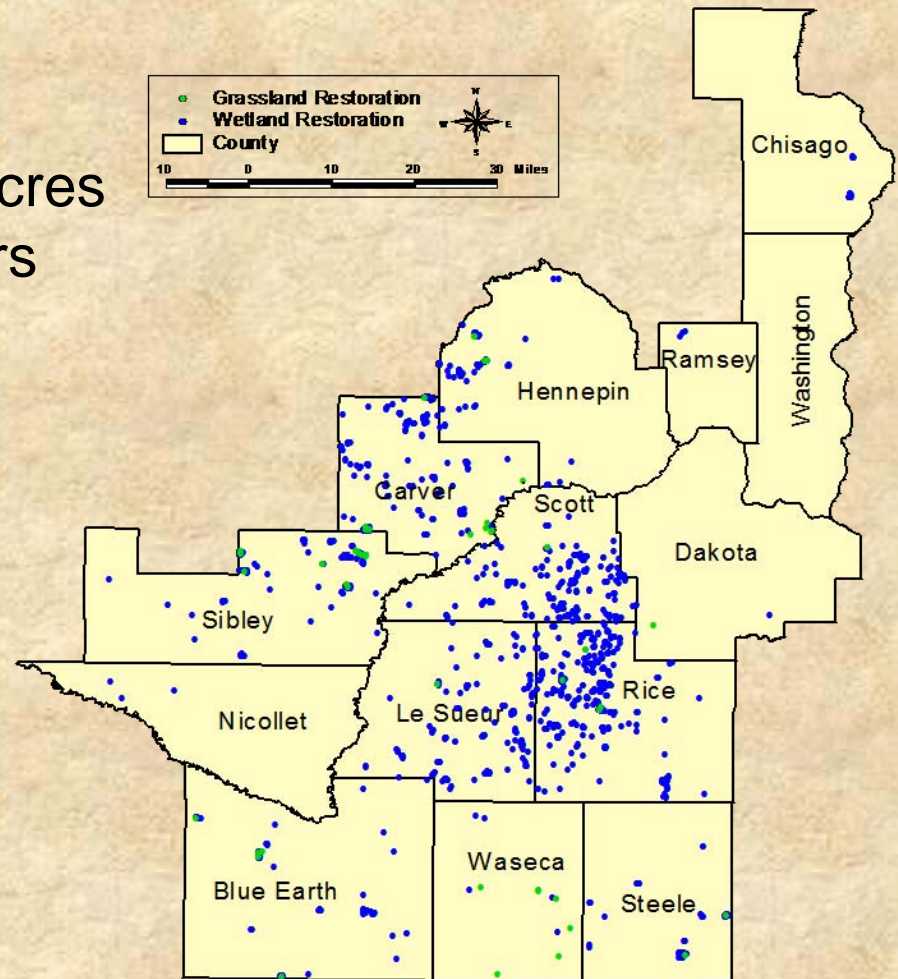 Grassland Restoration
Wetland Restoration
County
N
W E
S
10 0 10 20 30 Miles
cres
rs
Chisago
Washington
Ramsey
Hennepin
Carver
Scott
Dakota
Sibley
Rice
Le Sueur
Nicollet
Waseca
Blue Earth
Steele